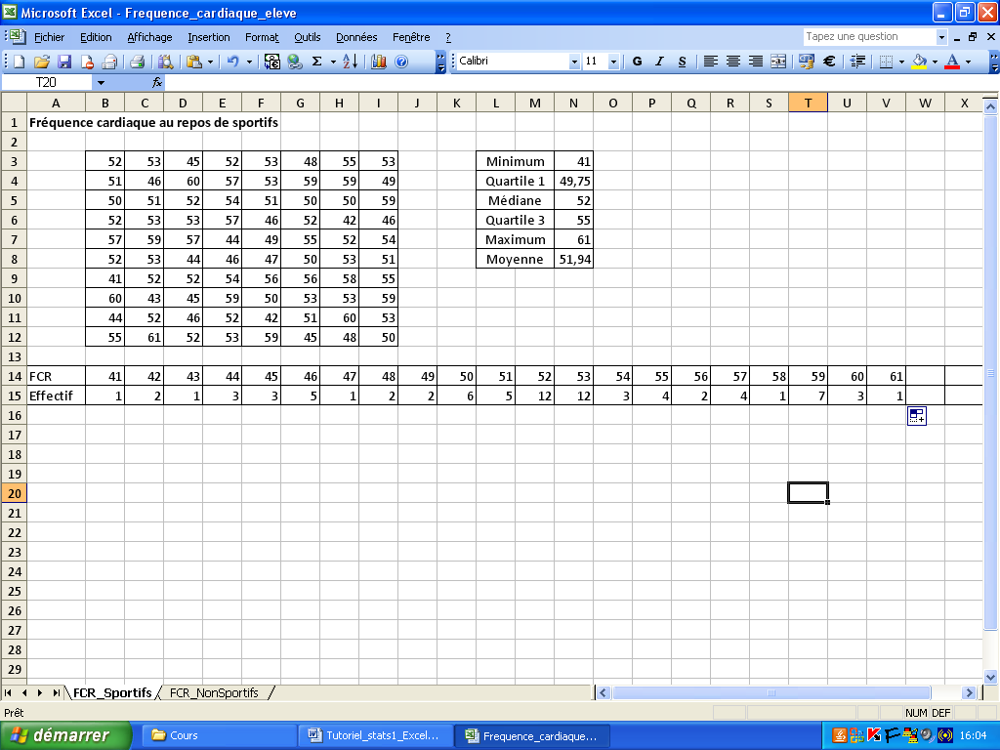 Microsoft Excel - Frequence_cardiaque_eleve
Fichier Edition Affichage Insertion Format Outils Données Fenêtre ? Tapez une question
Calibri 11 G I S
T20 fx
A B C D E F G H I J K L M N O P Q R S T U V W X
1 Fréquence cardiaque au repos de sportifs
2
3 52 53 45 52 53 48 55 53 Minimum 41
4 51 46 60 57 53 59 59 49 Quartile 1 49,75
5 50 51 52 54 51 50 50 59 Médiane 52
6 52 53 53 57 46 52 42 46 Quartile 3 55
7 57 59 57 44 49 55 52 54 Maximum 61
8 52 53 44 46 47 50 53 51 Moyenne 51,94
9 41 52 52 54 56 56 58 55
10 60 43 45 59 50 53 53 59
11 44 52 46 52 42 51 60 53
12 55 61 52 53 59 45 48 50
13
14 FCR 41 42 43 44 45 46 47 48 49 50 51 52 53 54 55 56 57 58 59 60 61
15 Effectif 1 2 1 3 3 5 1 2 2 6 5 12 12 3 4 2 4 1 7 3 1
16
17
18
19
20
21
22
23
24
25
26
27
28
29
FCR_Sportifs FCR_NonSportifs
Prêt NUM DEF
démarrer Cours Tutoriel_stats1_Excel... Frequence_cardiaque... 16:04